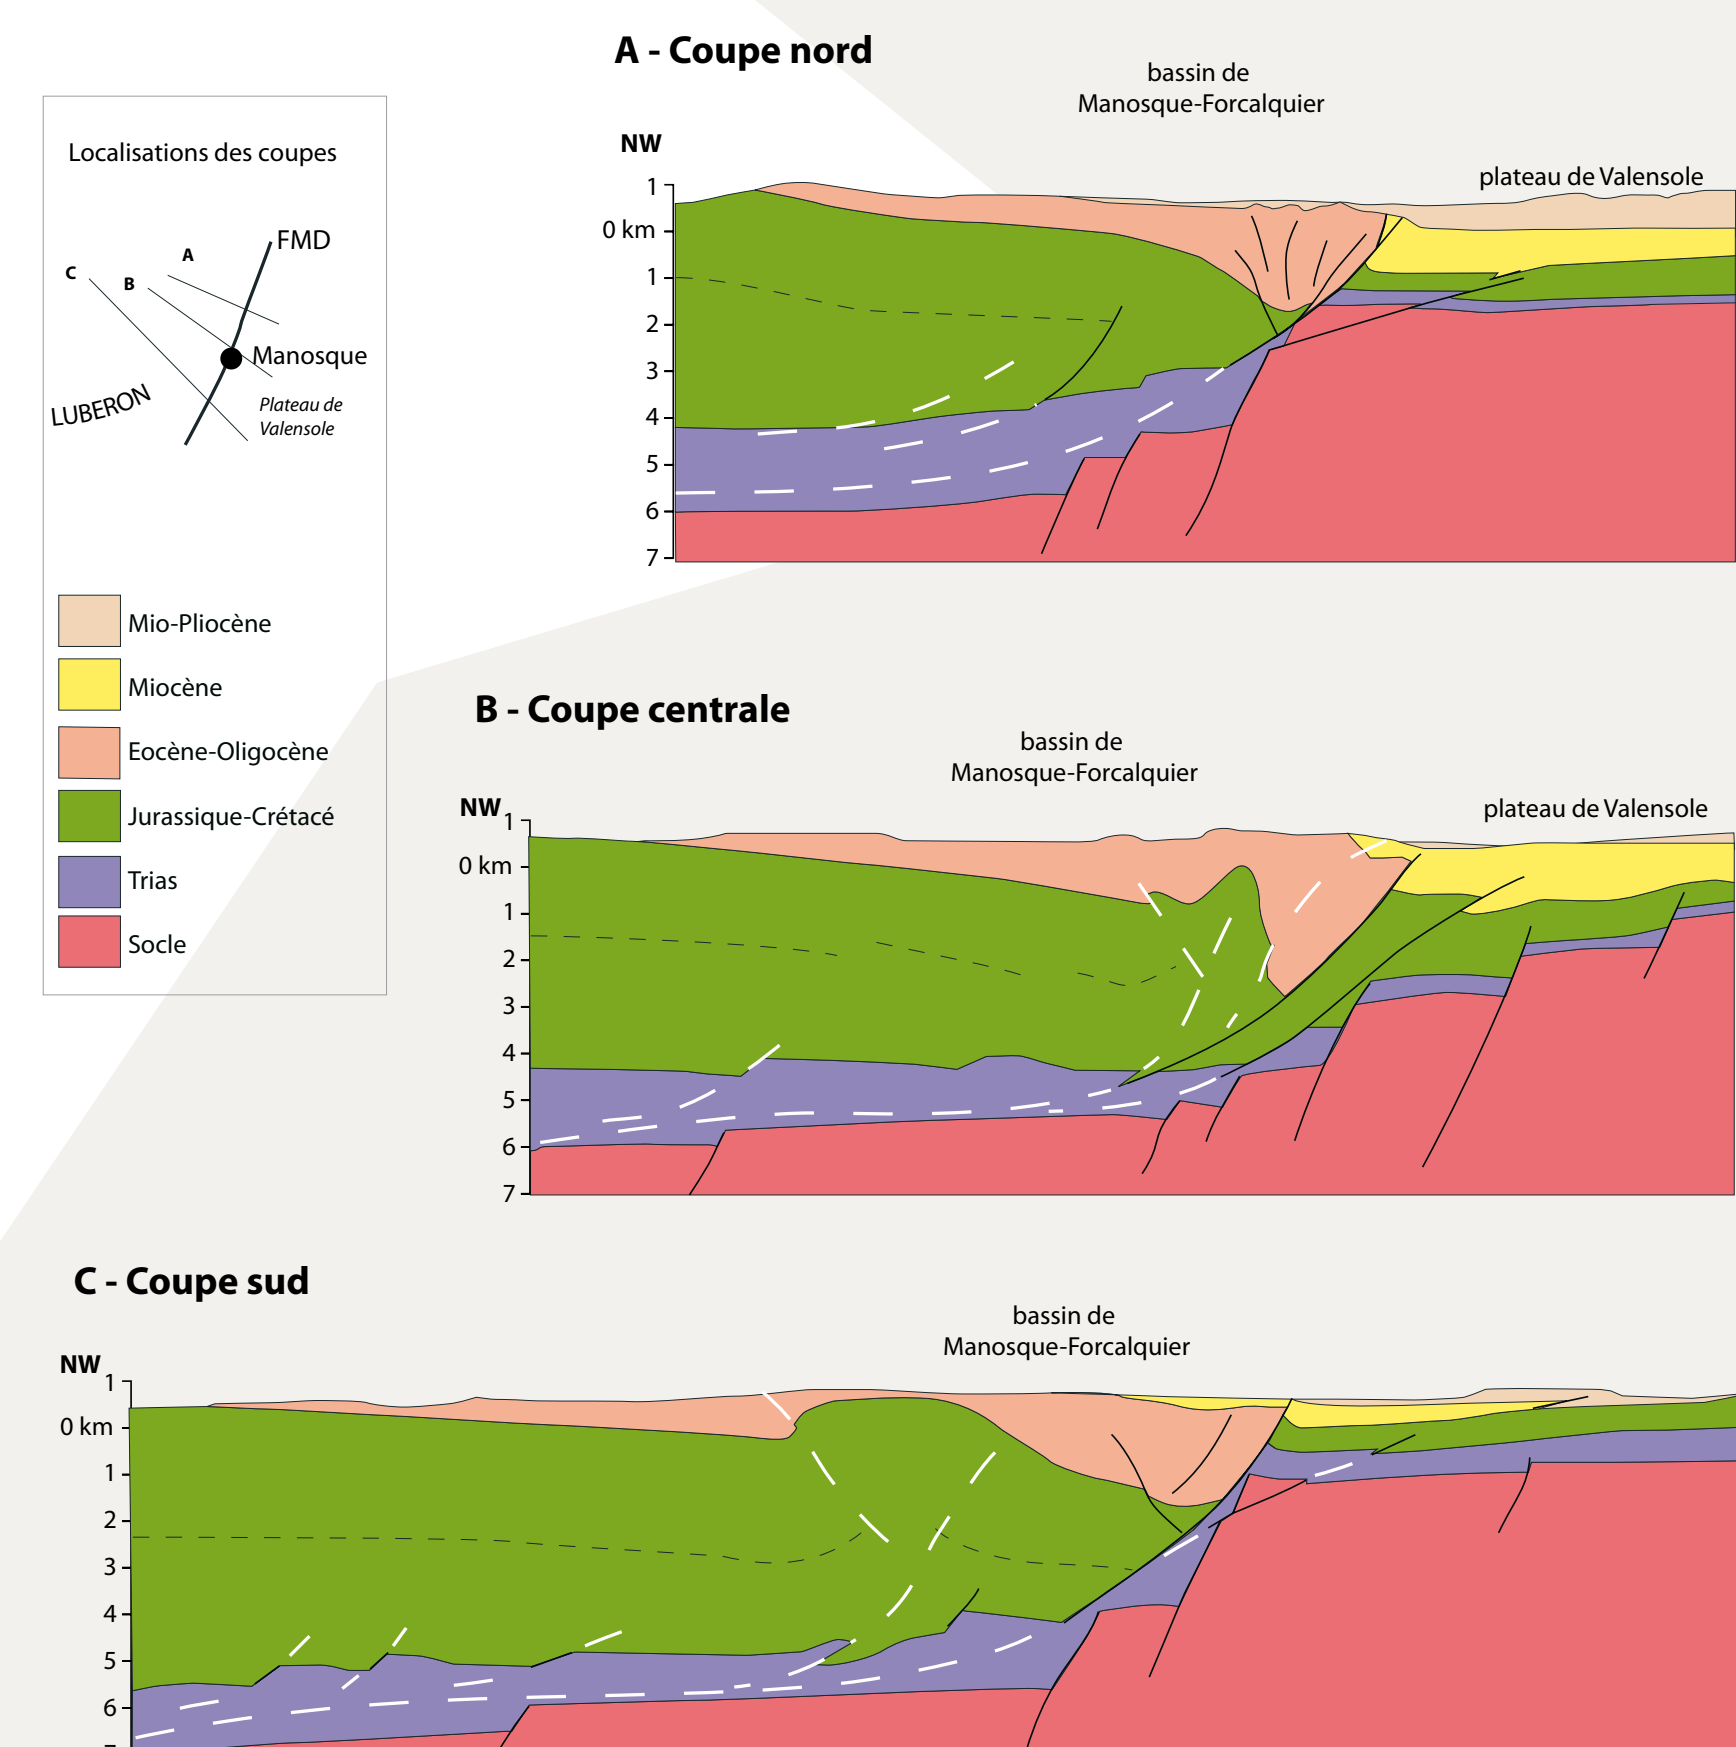 A - Coupe nord
bassin de
Manosque-Forcalquier
NW
plateau de Valensole
1
0 km
1
2
3
4
5
6
7
Localisations des coupes
FMD
A
C
B
Manosque
LUBERON
Plateau de
Valensole
Mio-Pliocène
Miocène
Eocène-Oligocène
Jurassique-Crétacé
Trias
Socle
B - Coupe centrale
bassin de
Manosque-Forcalquier
NW
plateau de Valensole
1
0 km
1
2
3
4
5
6
7
C - Coupe sud
bassin de
Manosque-Forcalquier
NW
1
0 km
1
2
3
4
5
6